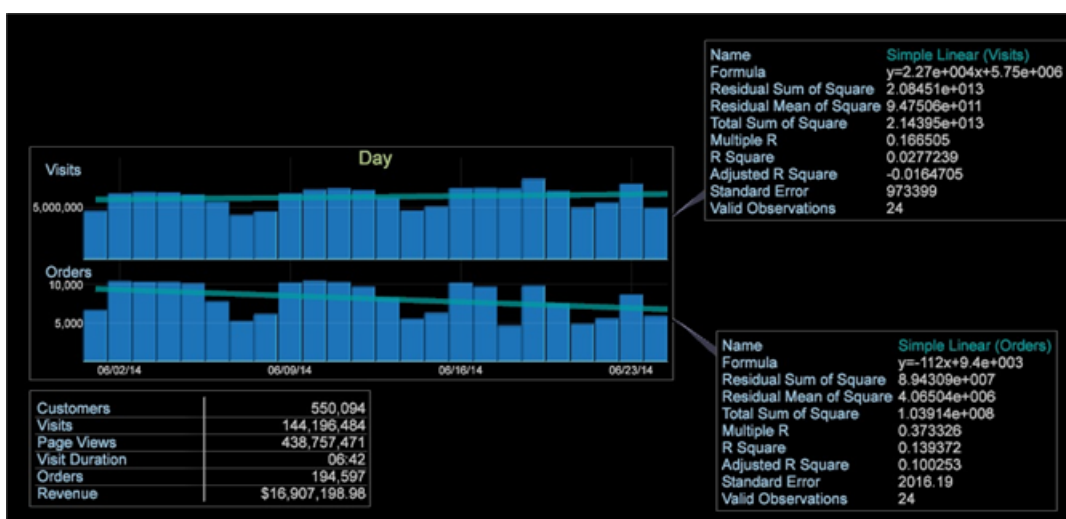 Name Simple Linear (Visits)
Formula y=2.27e+004x+5.75e+006
Residual Sum of Square 2.08451e+013
Residual Mean of Square 9.47506e+011
Total Sum of Square 2.14395e+013
Multiple R 0.166505
R Square 0.0277239
Adjusted R Square -0.0164705
Standard Error 973399
Valid Observations 24
Day
Visits
5,000,000
Orders
10,000
5,000
06/02/14 06/09/14 06/16/14 06/23/14
Name Simple Linear (Orders)
Formula y=-112x+9.4e+003
Residual Sum of Square 8.94309e+007
Residual Mean of Square 4.06504e+006
Total Sum of Square 1.03914e+008
Multiple R 0.373326
R Square 0.139372
Adjusted R Square 0.100253
Standard Error 2016.19
Valid Observations 24
Customers 550,094
Visits 144,196,484
Page Views 438,757,471
Visit Duration 06:42
Orders 194,597
Revenue $16,907,198.98